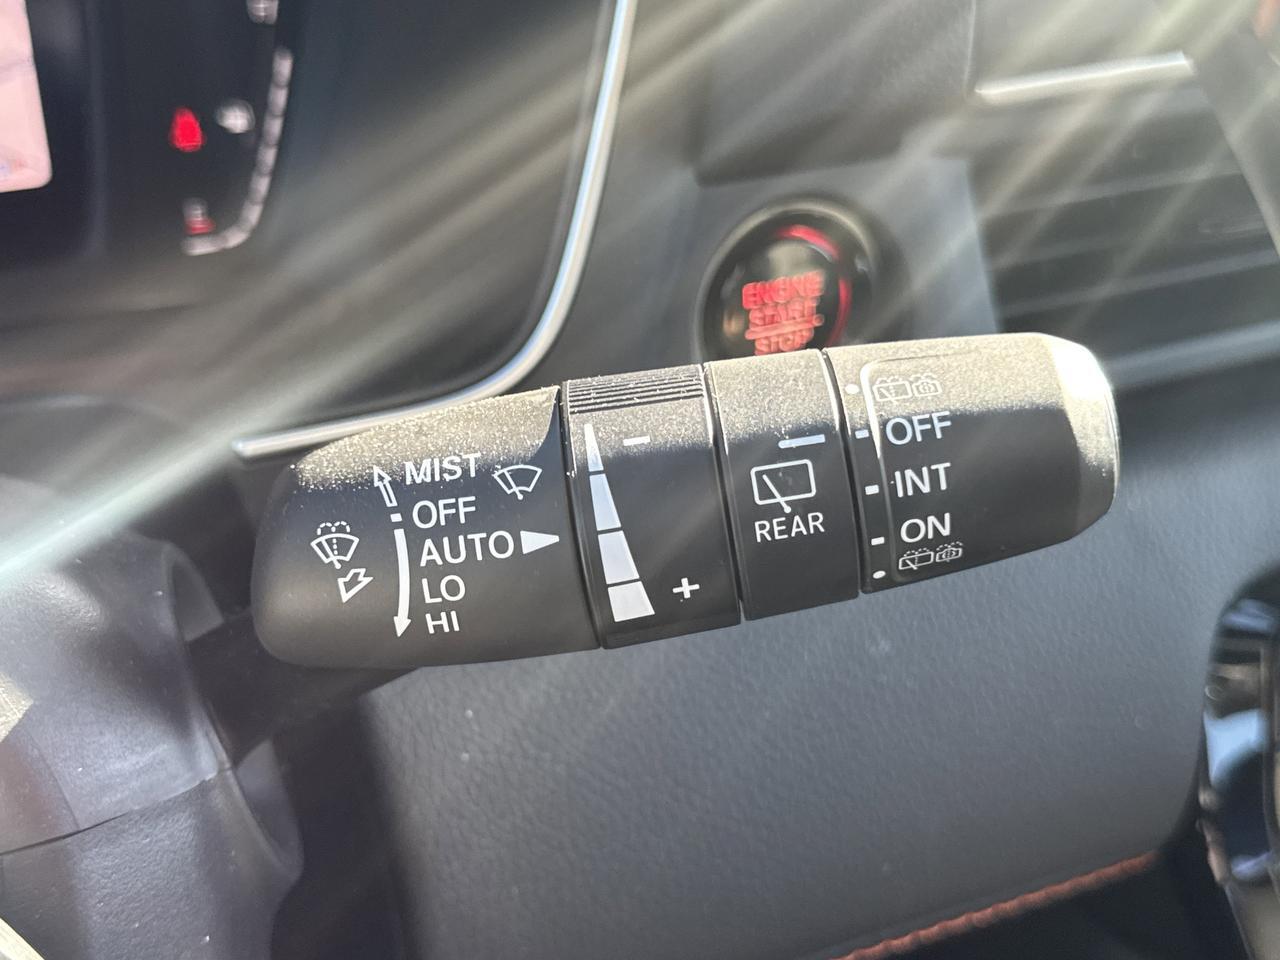 ENGINE
START
STOP
MIST
OFF
AUTO
LO
HI
-
+
REAR
OFF
INT
ON